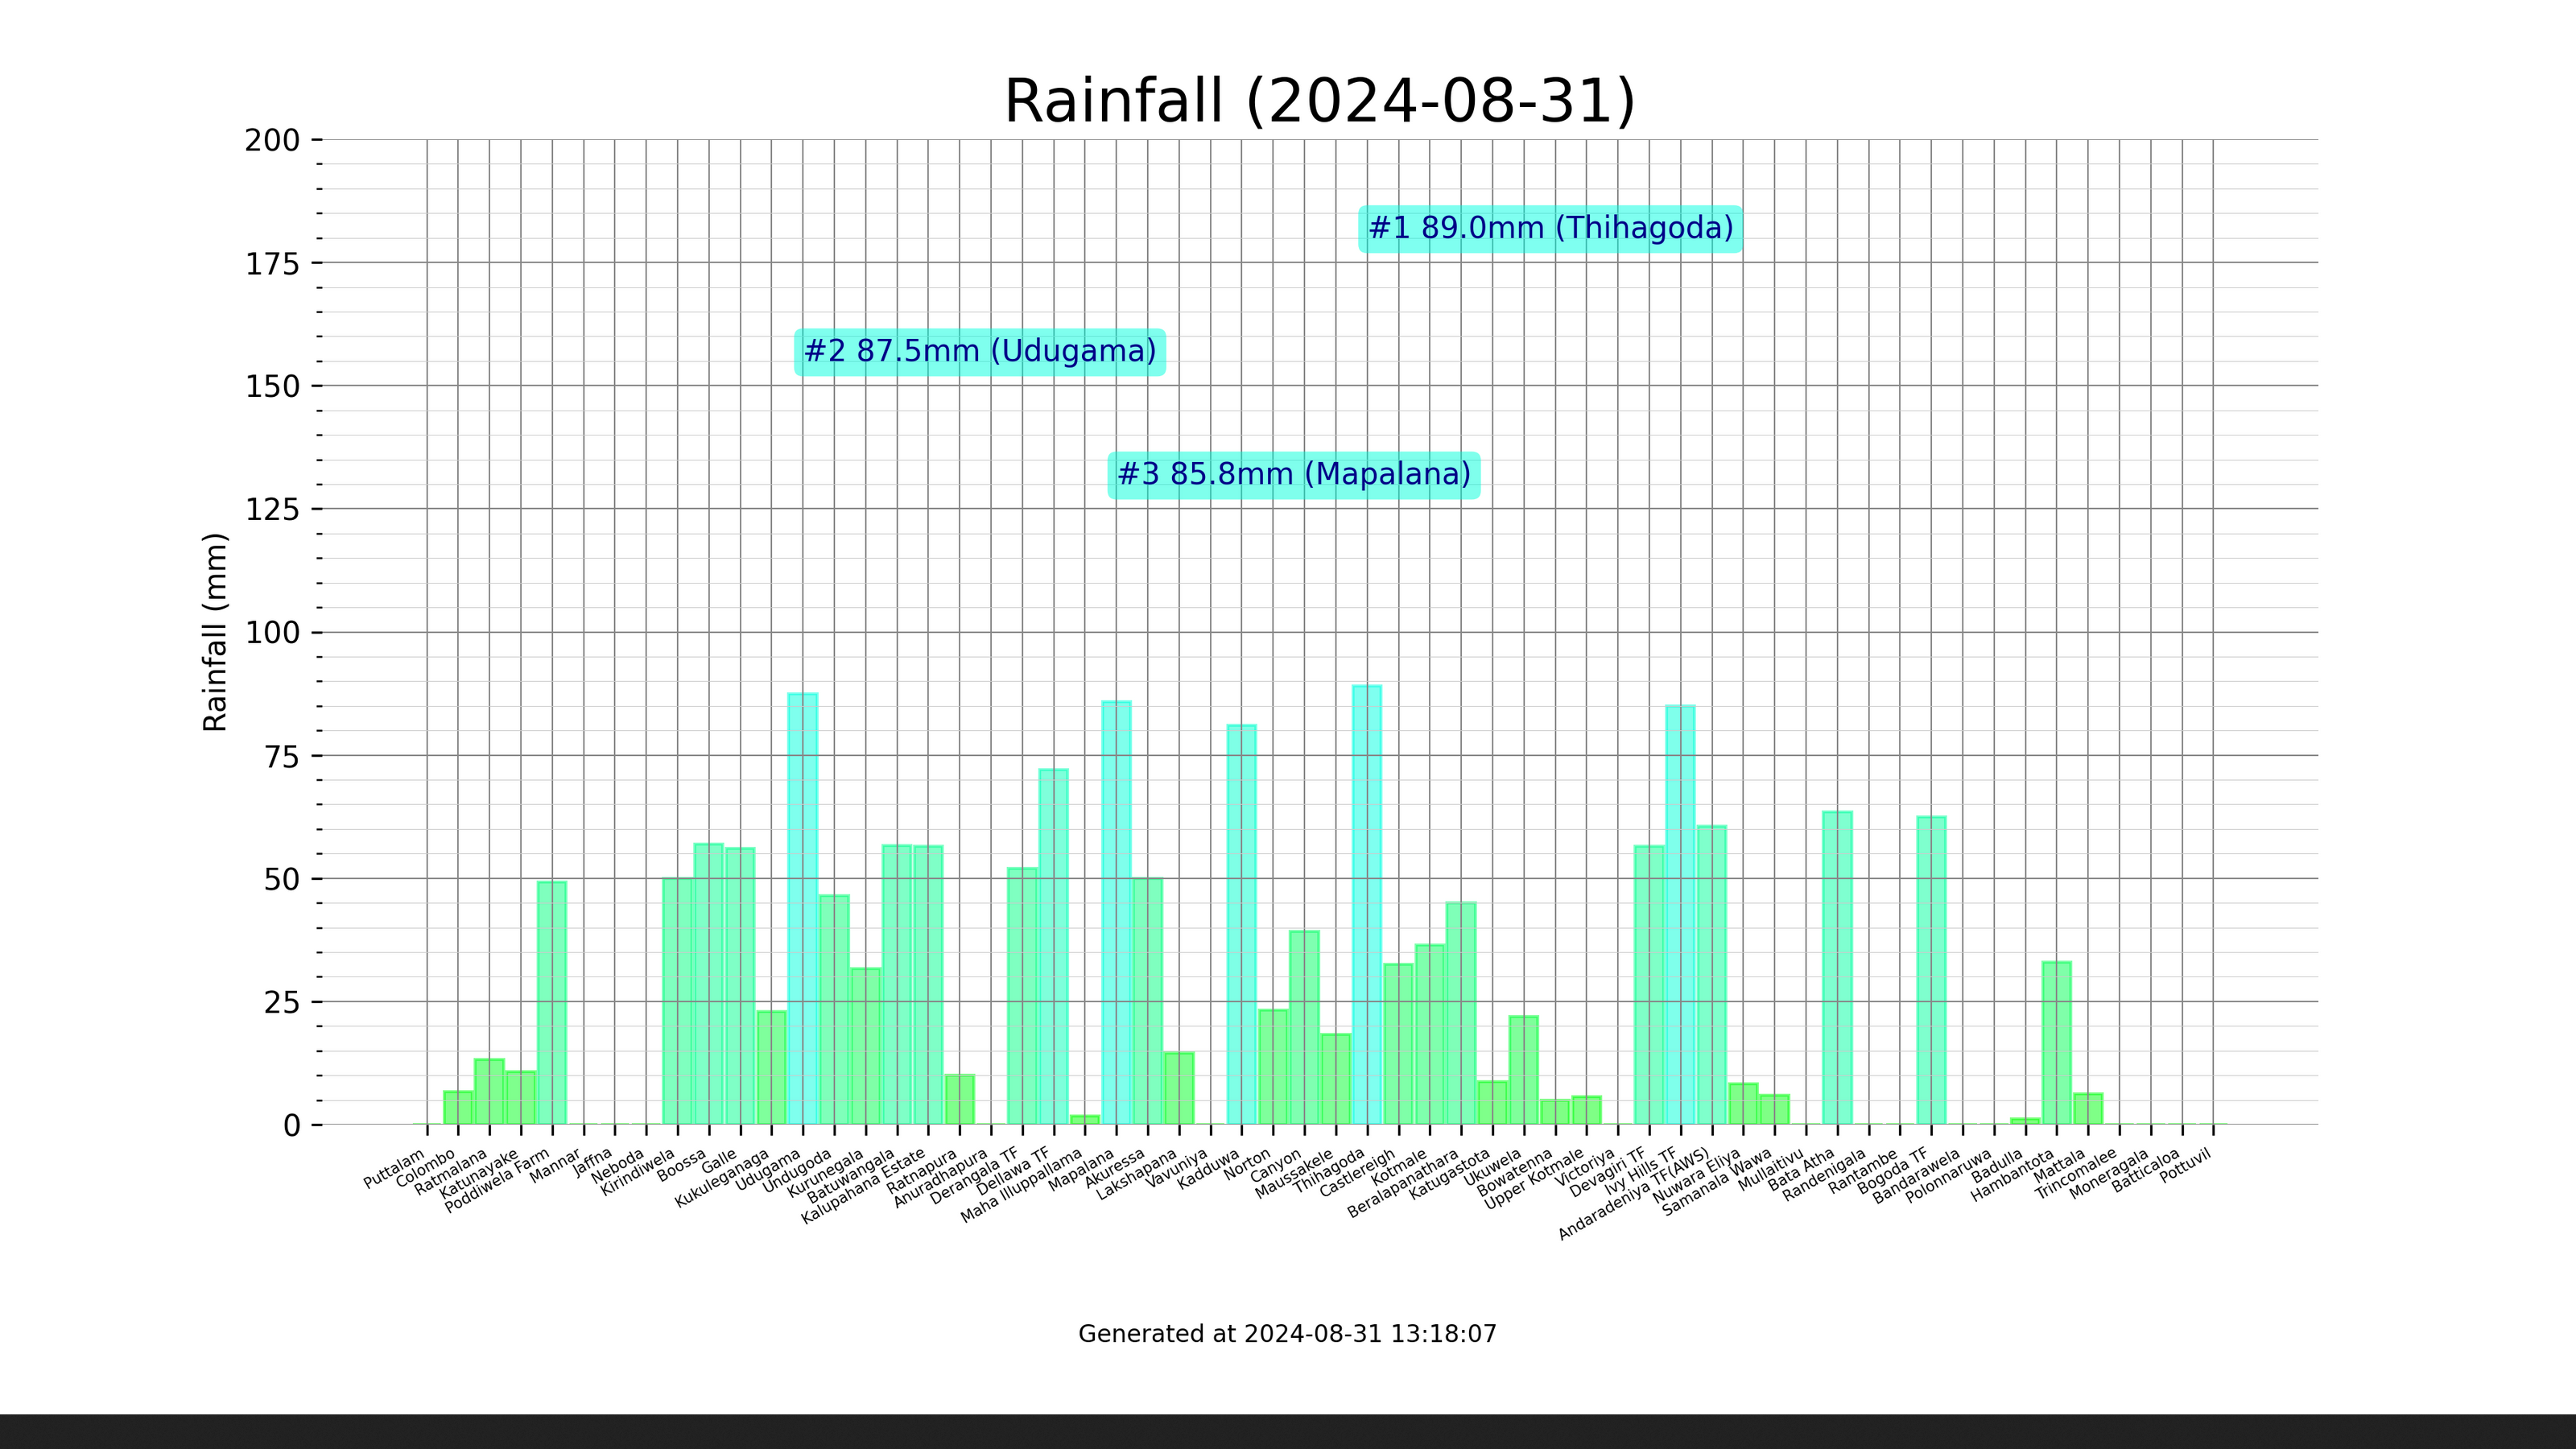 Rainfall (2024-08-31)
200
175
150
125
100
75
50
25
0
Rainfall (mm)
#1 89.0mm (Thihagoda)
#2 87.5mm (Udugama)
#3 85.8mm (Mapalana)
Puttalam
Colombo
Ratmalana
Katunayake
Poddiwela Farm
Mannar
Jaffna
Neboda
Kirindiwela
Boossa
Galle
Kukuleganaga
Udugama
Undugoda
Kurunegala
Batuwangala
Kalupahana Estate
Ratnapura
Anuradhapura
Derangala TF
Dellawa TF
Maha Illuppallama
Mapalana
Akuressa
Lakshapana
Vavuniya
Kadduwa
Norton
Canyon
Maussakele
Thihagoda
Castlereigh
Kotmale
Beralapanathara
Katugastota
Ukuwela
Bowatenna
Upper Kotmale
Victoriya
Devagiri TF
Ivy Hills TF
Andaradeniya TF(AWS)
Nuwara Eliya
Samanala Wawa
Mullaitivu
Bata Atha
Randenigala
Rantambe
Bogoda TF
Bandarawela
Polonnaruwa
Badulla
Hambantota
Mattala
Trincomalee
Moneragala
Batticaloa
Pottuvil
Generated at 2024-08-31 13:18:07